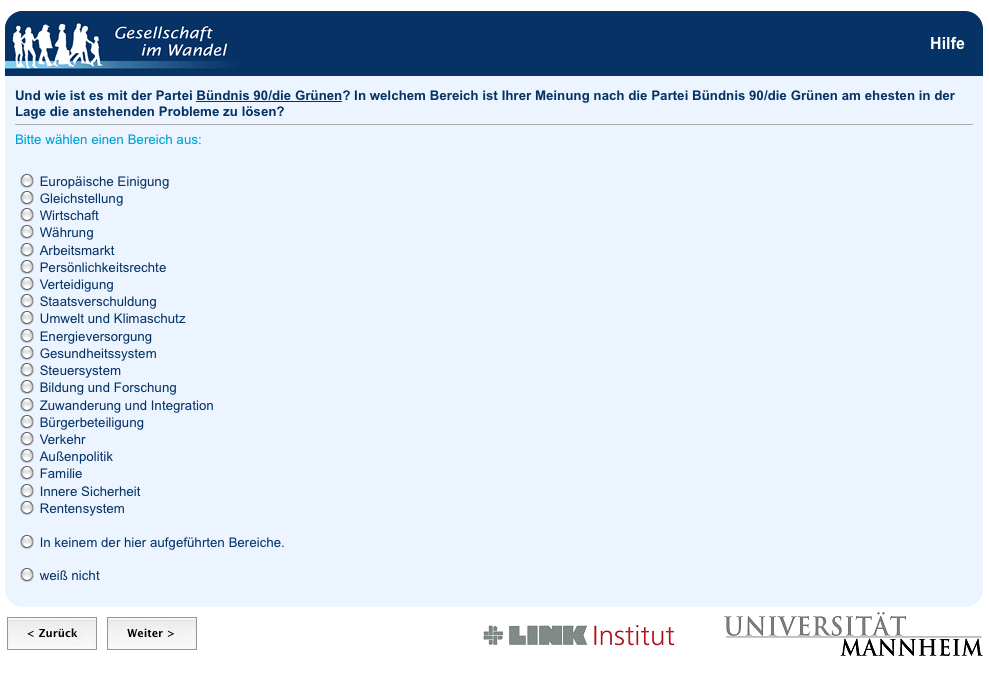 Gesellschaft
im Wandel
Hilfe
Und wie ist es mit der Partei Bündnis 90/die Grünen? In welchem Bereich ist Ihrer Meinung nach die Partei Bündnis 90/die Grünen am ehesten in der
Lage die anstehenden Probleme zu lösen?
Bitte wählen einen Bereich aus:
Europäische Einigung
Gleichstellung
Wirtschaft
Währung
Arbeitsmarkt
Persönlichkeitsrechte
Verteidigung
Staatsverschuldung
Umwelt und Klimaschutz
Energieversorgung
Gesundheitssystem
Steuersystem
Bildung und Forschung
Zuwanderung und Integration
Bürgerbeteiligung
Verkehr
Außenpolitik
Familie
Innere Sicherheit
Rentensystem
In keinem der hier aufgeführten Bereiche.
weiß nicht
< Zurück
Weiter >
LINK Institut
UNIVERSITÄT
MANNHEIM